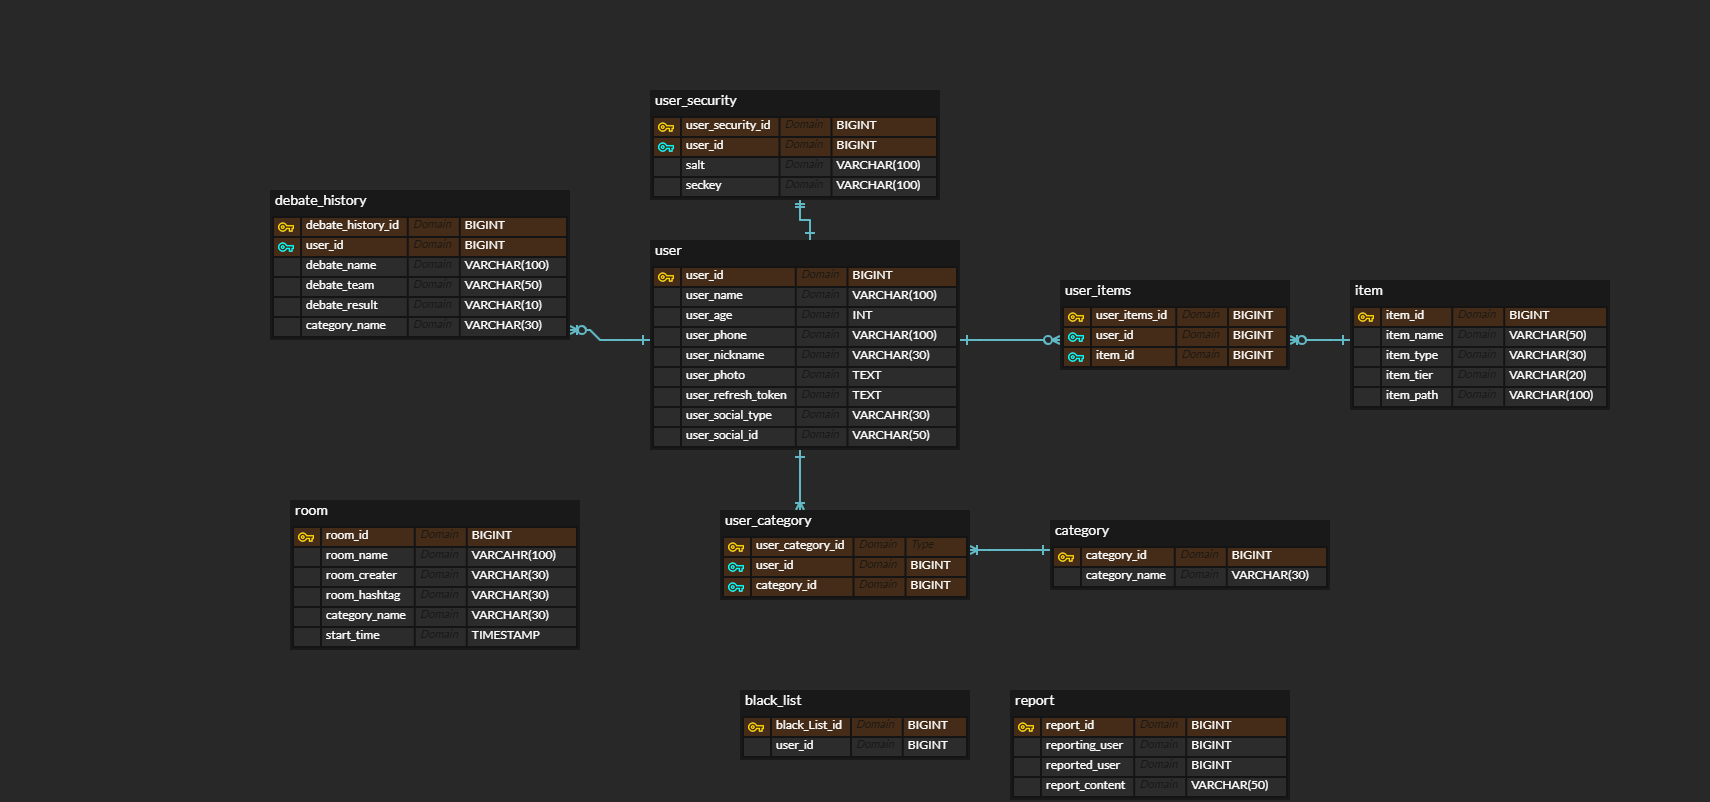 user_security
user_security_id Domain BIGINT
user_id Domain BIGINT
salt Domain VARCHAR(100)
seckey Domain VARCHAR(100)
debate_history
debate_history_id Domain BIGINT
user_id Domain BIGINT
debate_name Domain VARCHAR(100)
debate_team Domain VARCHAR(50)
debate_result Domain VARCHAR(10)
category_name Domain VARCHAR(30)
user
user_id Domain BIGINT
user_name Domain VARCHAR(100)
user_age Domain INT
user_phone Domain VARCHAR(100)
user_nickname Domain VARCHAR(30)
user_photo Domain TEXT
user_refresh_token Domain TEXT
user_social_type Domain VARCAHR(30)
user_social_id Domain VARCHAR(50)
user_items
user_items_id Domain BIGINT
user_id Domain BIGINT
item_id Domain BIGINT
item
item_id Domain BIGINT
item_name Domain VARCHAR(50)
item_type Domain VARCHAR(30)
item_tier Domain VARCHAR(20)
item_path Domain VARCHAR(100)
room
room_id Domain BIGINT
room_name Domain VARCAHR(100)
room_creater Domain VARCHAR(30)
room_hashtag Domain VARCHAR(30)
category_name Domain VARCHAR(30)
start_time Domain TIMESTAMP
user_category
user_category_id Domain Type
user_id Domain BIGINT
category_id Domain BIGINT
category
category_id Domain BIGINT
category_name Domain VARCHAR(30)
black_list
black_List_id Domain BIGINT
user_id Domain BIGINT
report
report_id Domain BIGINT
reporting_user Domain BIGINT
reported_user Domain BIGINT
report_content Domain VARCHAR(50)